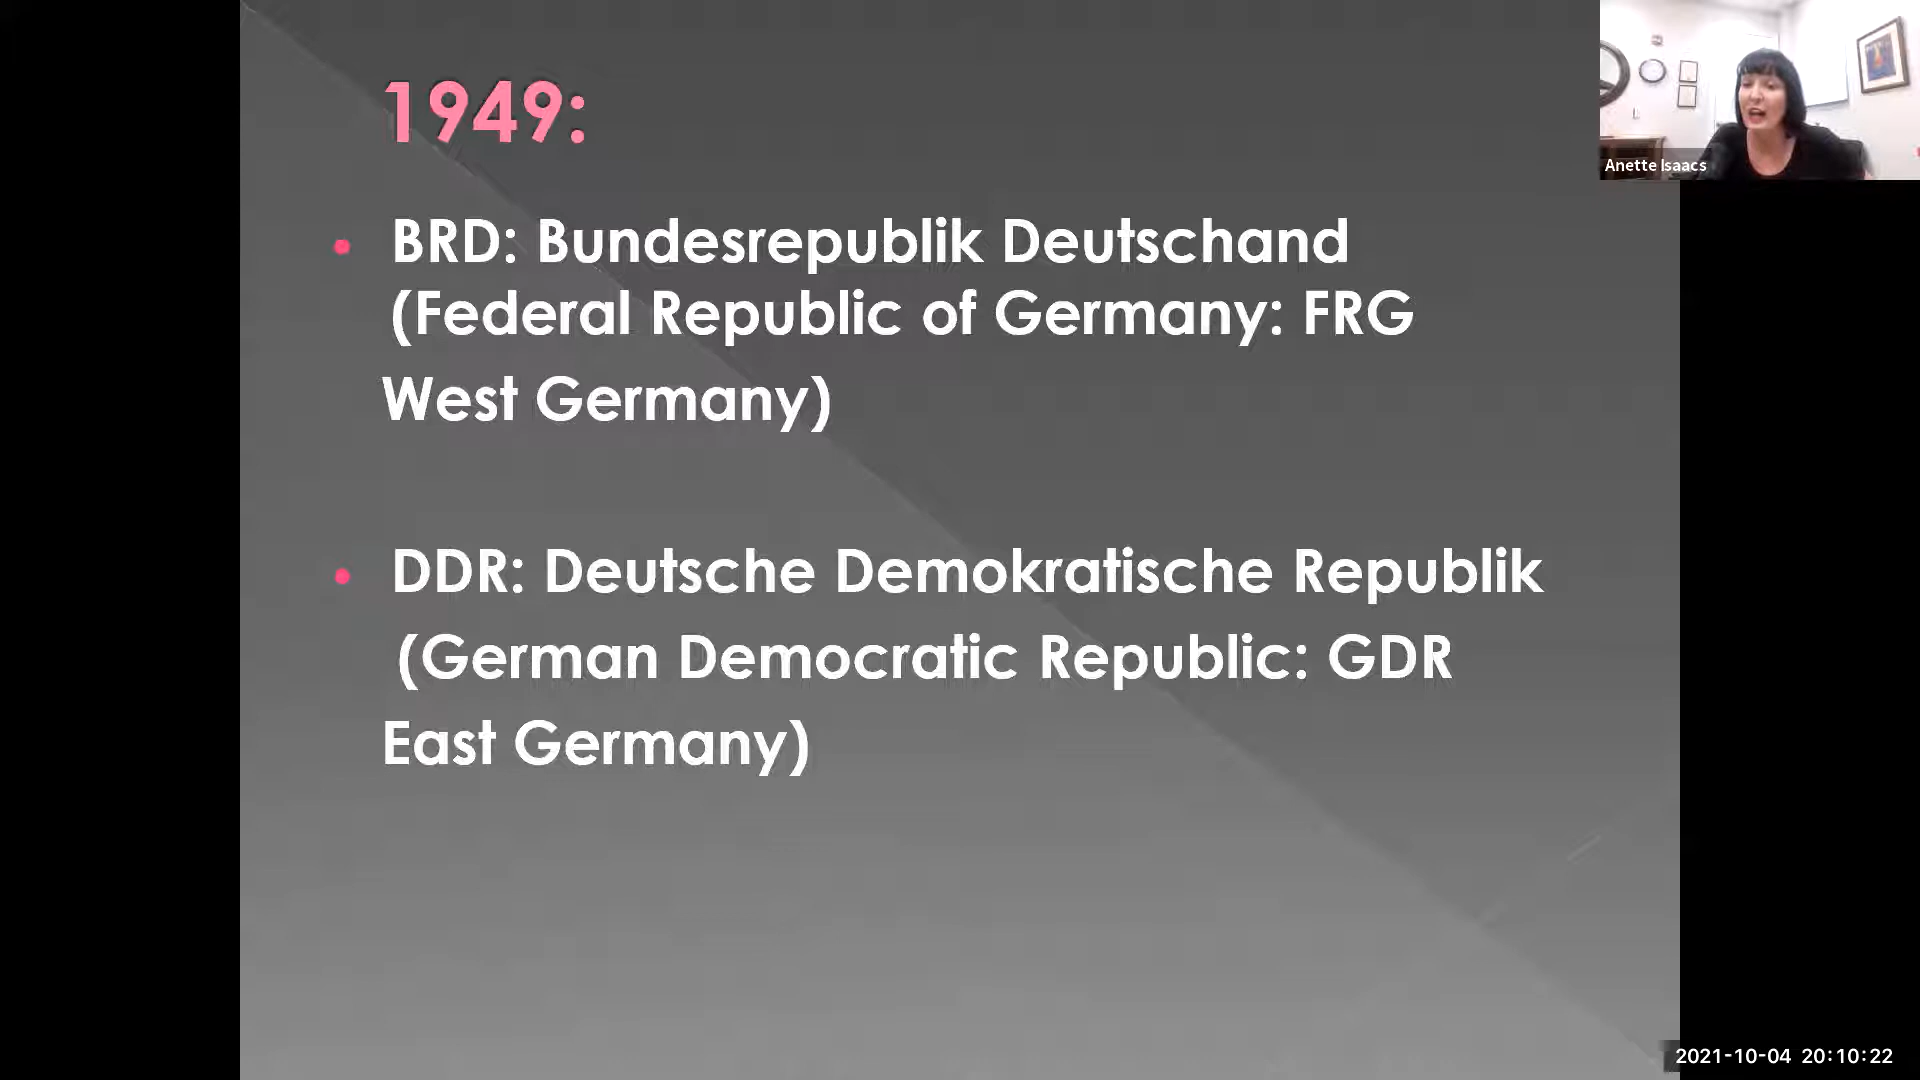 1949:
BRD: Bundesrepublik Deutschand
(Federal Republic of Germany: FRG
West Germany)
DDR: Deutsche Demokratische Republik
(German Democratic Republic: GDR
East Germany)
Anette Isaacs
2021-10-04 20:10:22